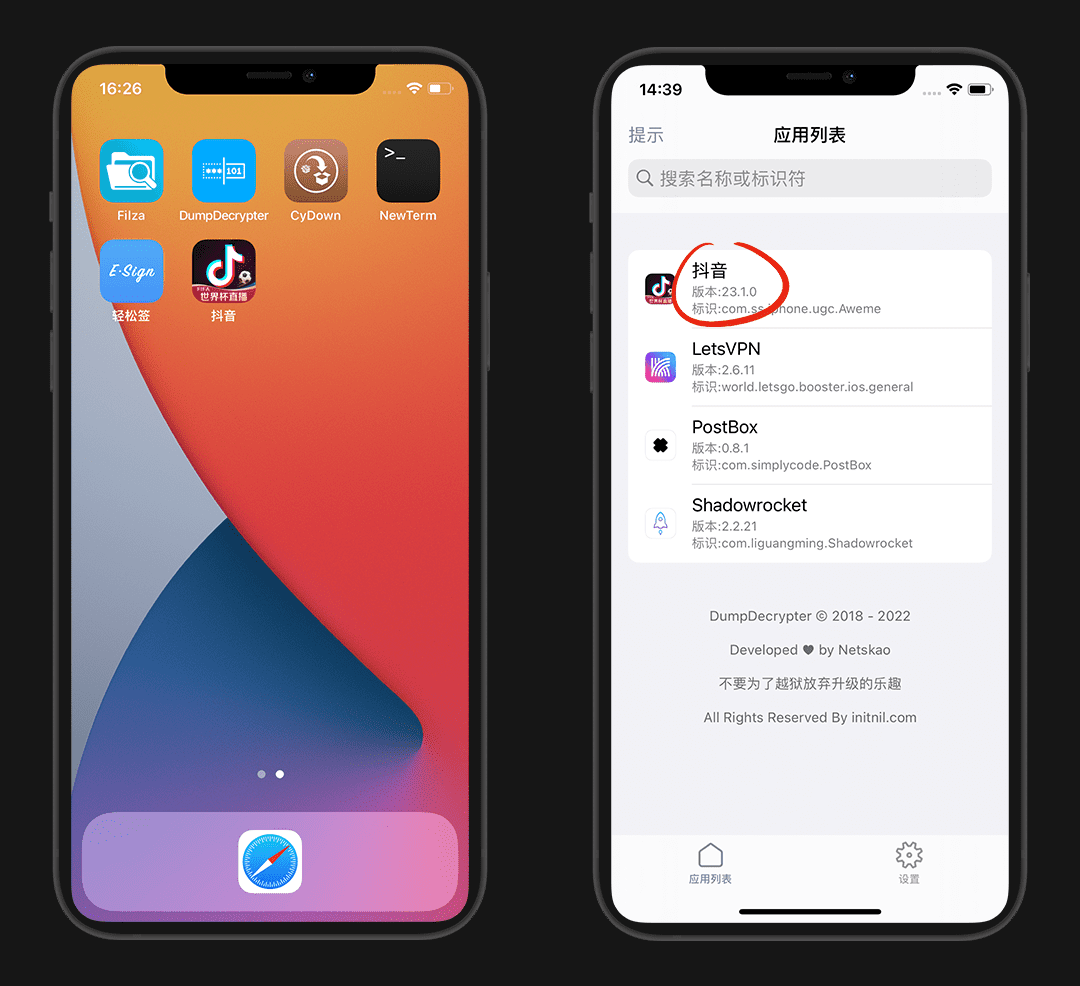 16:26
101
>_
Filza
DumpDecrypter
CyDown
NewTerm
E·Sign
世界杯直播
轻松签
抖音
14:39
提示
应用列表
搜索名称或标识符
抖音
版本:23.1.0
标识:com.ss.iphone.ugc.Aweme
LetsVPN
版本:2.6.11
标识:world.letsgo.booster.ios.general
PostBox
版本:0.8.1
标识:com.simplycode.PostBox
Shadowrocket
版本:2.2.21
标识:com.liguangming.Shadowrocket
DumpDecrypter © 2018 - 2022
Developed ♥ by Netskao
不要为了越狱放弃升级的乐趣
All Rights Reserved By initnil.com
应用列表
设置